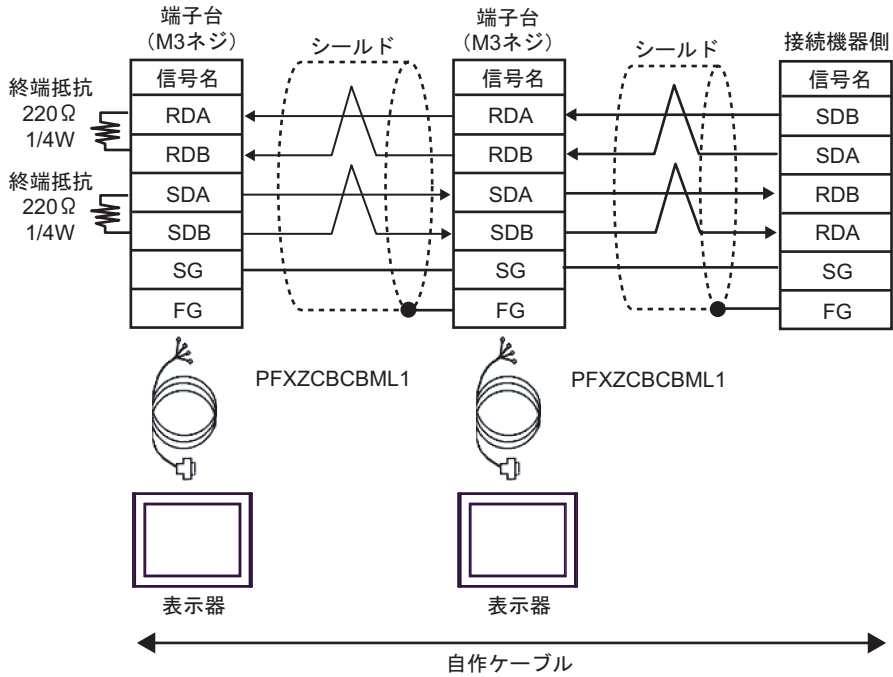 端子台
（M3ネジ）
シールド
端子台
（M3ネジ）
シールド
接続機器側
終端抵抗
220Ω
1/4W
終端抵抗
220Ω
1/4W
信号名
RDA
RDB
SDA
SDB
SG
FG
信号名
RDA
RDB
SDA
SDB
SG
FG
信号名
SDB
SDA
RDB
RDA
SG
FG
PFXZCBCBML1
PFXZCBCBML1
表示器
表示器
自作ケーブル